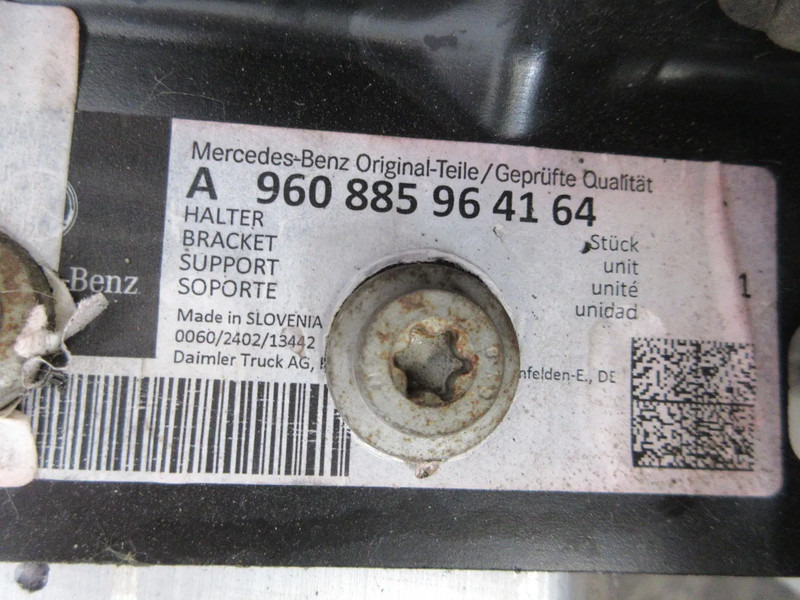 Mercedes-Benz Original-Teile/Geprüfte Qualität
A 960 885 96 41 64
HALTER
BRACKET
SUPPORT
SOPORTE
Stück
unit
unité
unidad
1
-Benz
Made in SLOVENIA
0060/2402/13442
Daimler Truck AG, nfelden-E., DE